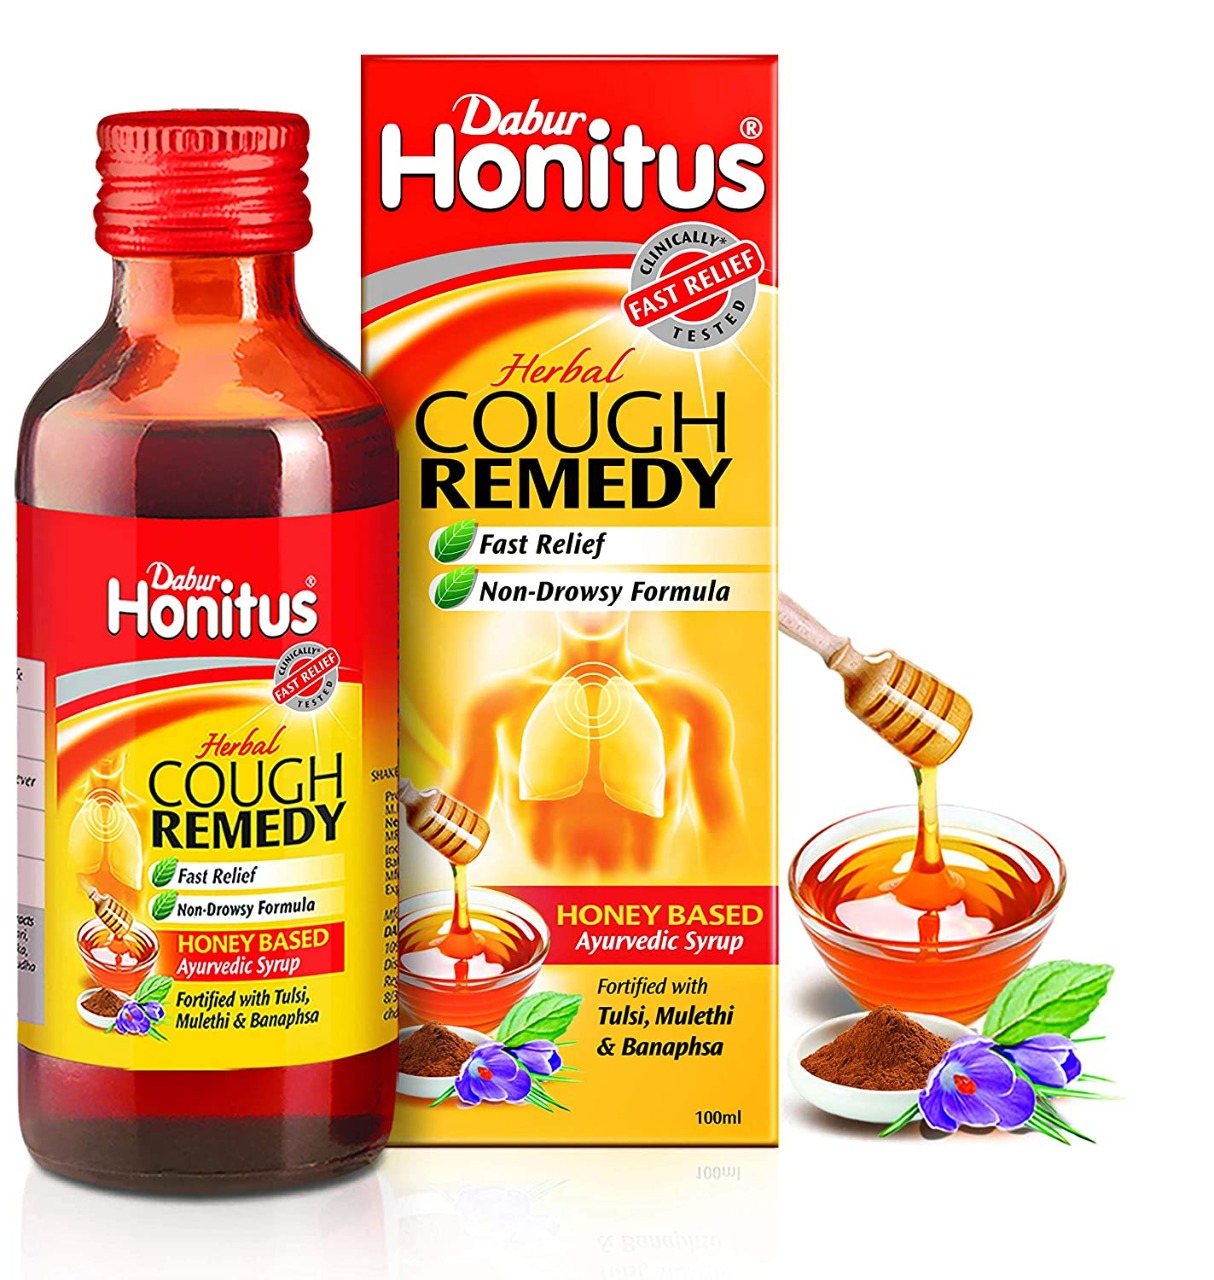 Dabur
Honitus®
CLINICALLY*
FAST RELIEF
TESTED
Herbal
COUGH
REMEDY
Fast Relief
Non-Drowsy Formula
HONEY BASED
Ayurvedic Syrup
Fortified with
Tulsi, Mulethi
& Banaphsa
100ml
Dabur
Honitus®
CLINICALLY*
FAST RELIEF
TESTED
Herbal
COUGH
REMEDY
Fast Relief
Non-Drowsy Formula
HONEY BASED
Ayurvedic Syrup
Fortified with Tulsi,
Mulethi & Banaphsa
SHAKE